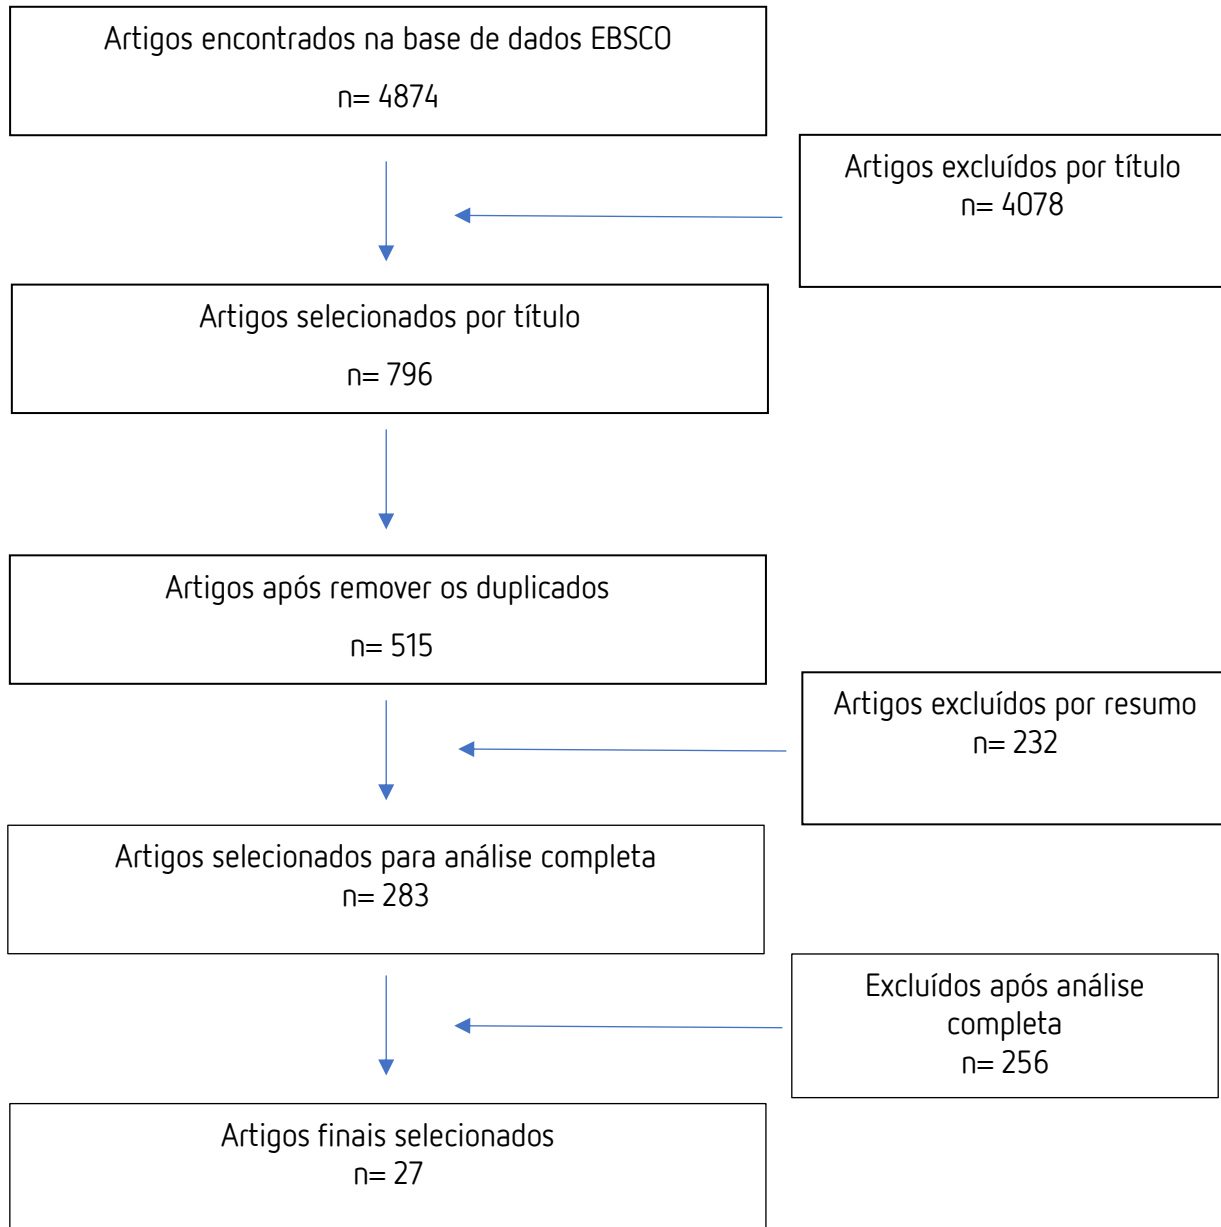 Artigos encontrados na base de dados EBSCO
n= 4874
Artigos excluídos por título
n= 4078
Artigos selecionados por título
n= 796
Artigos após remover os duplicados
n= 515
Artigos excluídos por resumo
n= 232
Artigos selecionados para análise completa
n= 283
Excluídos após análise
completa
n= 256
Artigos finais selecionados
n= 27